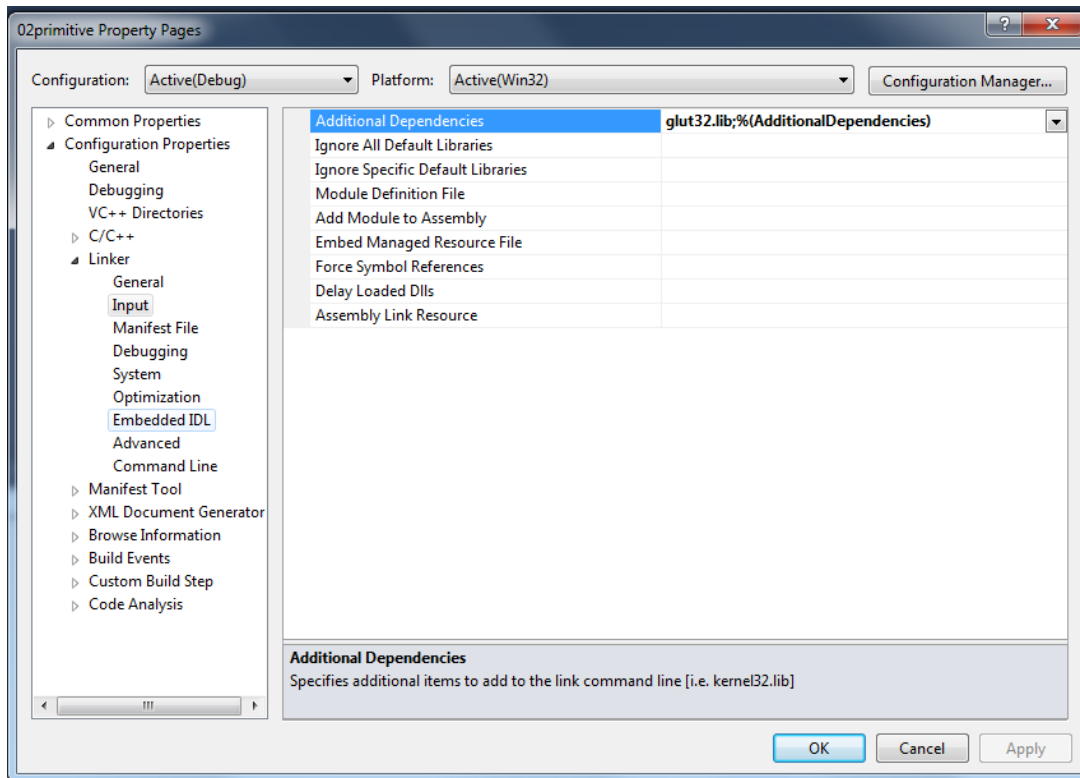 02primitive Property Pages
?
Configuration: Active(Debug) Platform: Active(Win32) Configuration Manager...
Common Properties
Configuration Properties
General
Debugging
VC++ Directories
C/C++
Linker
General
Input
Manifest File
Debugging
System
Optimization
Embedded IDL
Advanced
Command Line
Manifest Tool
XML Document Generator
Browse Information
Build Events
Custom Build Step
Code Analysis
Additional Dependencies glut32.lib;%(AdditionalDependencies)
Ignore All Default Libraries
Ignore Specific Default Libraries
Module Definition File
Add Module to Assembly
Embed Managed Resource File
Force Symbol References
Delay Loaded Dlls
Assembly Link Resource
Additional Dependencies
Specifies additional items to add to the link command line [i.e. kernel32.lib]
OK Cancel Apply